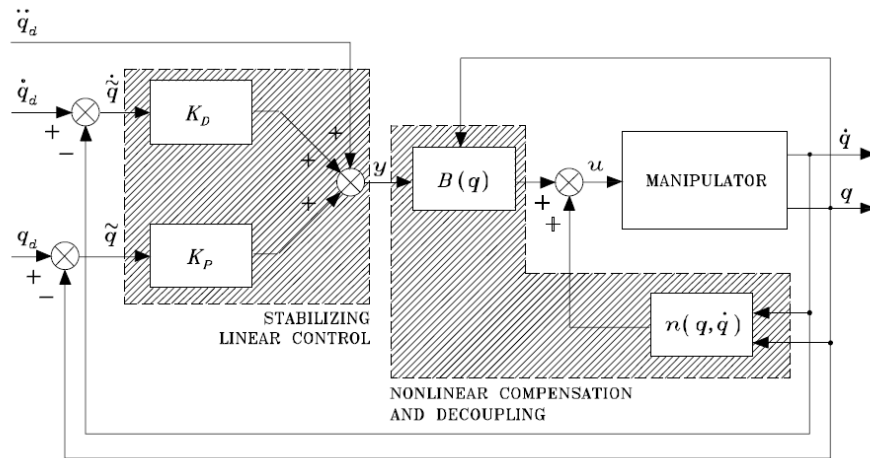 q̈_d
q̇_d
+
−
q̃̇
K_D
+
+
+
y
B(q)
+
+
u
MANIPULATOR
q̇
q
q_d
+
−
q̃
K_P
STABILIZING
LINEAR CONTROL
n(q, q̇)
NONLINEAR COMPENSATION
AND DECOUPLING